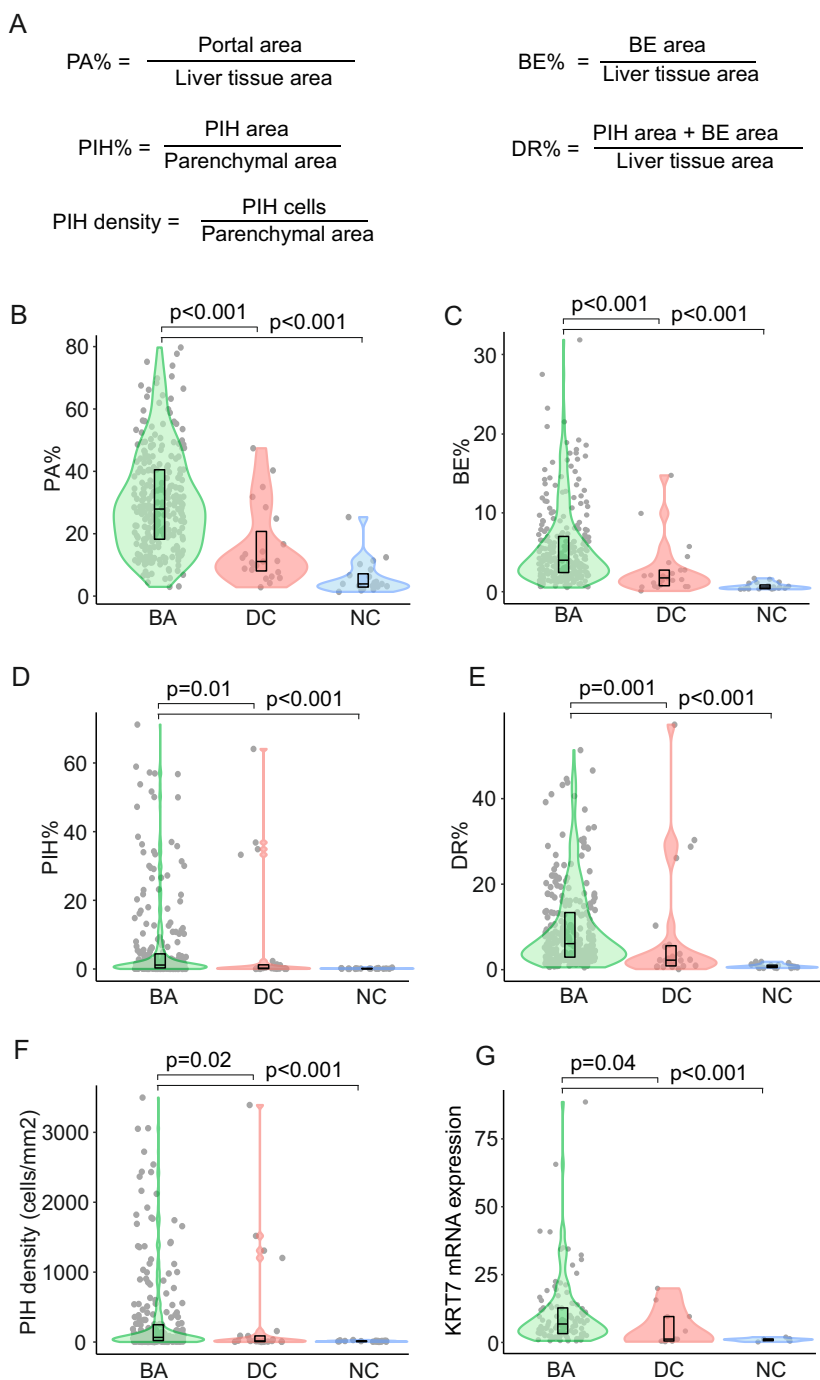 A
PA% = Portal area
Liver tissue area
BE% = BE area
Liver tissue area
PIH% = PIH area
Parenchymal area
DR% = PIH area + BE area
Liver tissue area
PIH density = PIH cells
Parenchymal area
B
p<0.001
p<0.001
PA%
80
60
40
20
0
BA DC NC
C
p<0.001
p<0.001
BE%
30
20
10
0
BA DC NC
D
p=0.01
p<0.001
PIH%
60
40
20
0
BA DC NC
E
p=0.001
p<0.001
DR%
40
20
0
BA DC NC
F
p=0.02
p<0.001
PIH density (cells/mm2)
3000
2000
1000
0
BA DC NC
G
p=0.04
p<0.001
KRT7 mRNA expression
75
50
25
0
BA DC NC